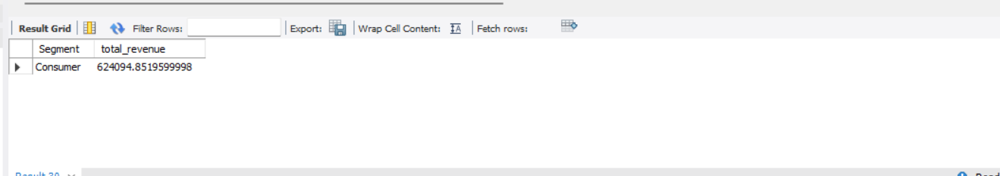 Result Grid Filter Rows: Export: Wrap Cell Content: Fetch rows:
Segment total_revenue
Consumer 624094.8519599998